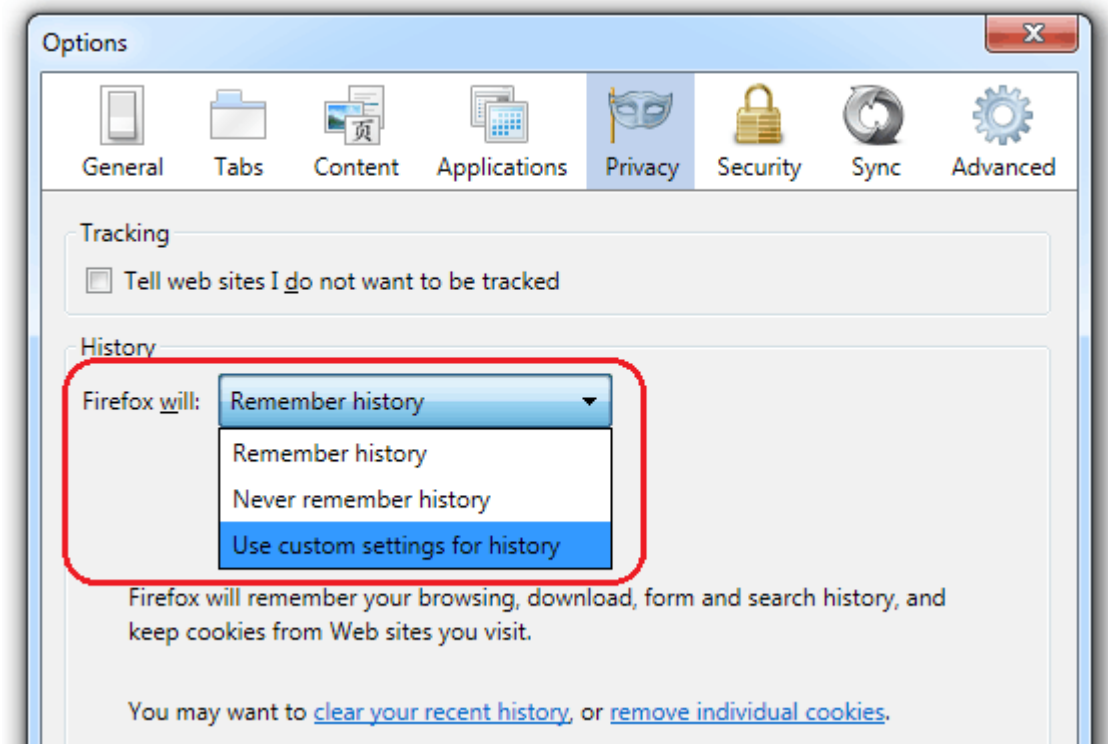 Options
General Tabs Content Applications Privacy Security Sync Advanced
页
Tracking
Tell web sites I do not want to be tracked
History
Firefox will: Remember history
Remember history
Never remember history
Use custom settings for history
Firefox will remember your browsing, download, form and search history, and
keep cookies from Web sites you visit.
You may want to clear your recent history, or remove individual cookies.